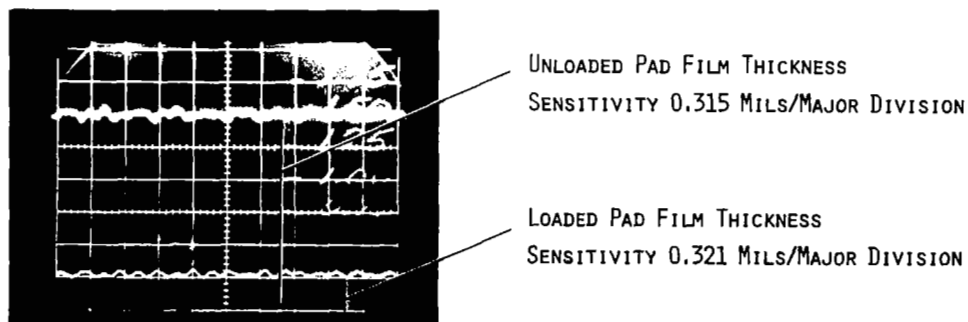 UNLOADED PAD FILM THICKNESS
SENSITIVITY 0.315 MILS/MAJOR DIVISION
LOADED PAD FILM THICKNESS
SENSITIVITY 0.321 MILS/MAJOR DIVISION